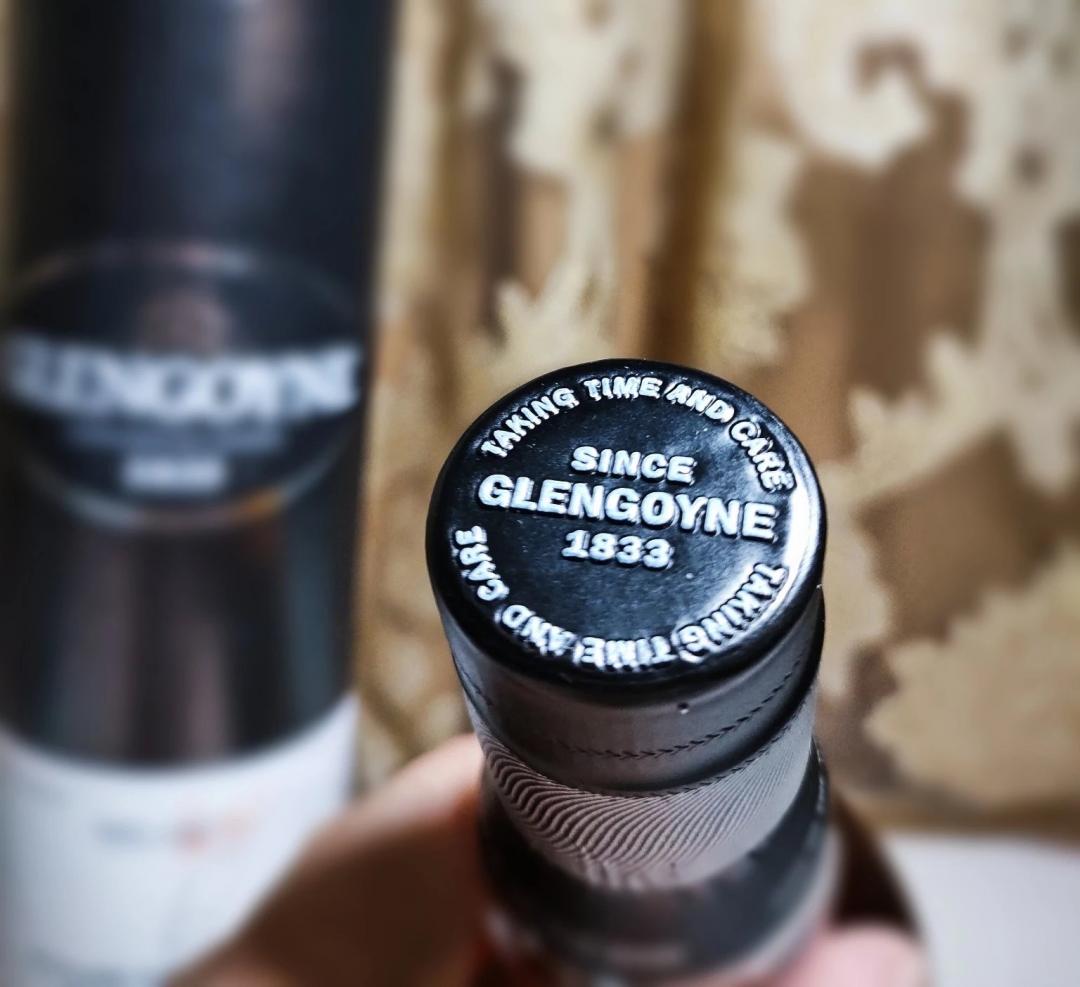 GLENGOYNE
TAKING TIME AND CARE
SINCE
GLENGOYNE
1833
TAKING TIME AND CARE